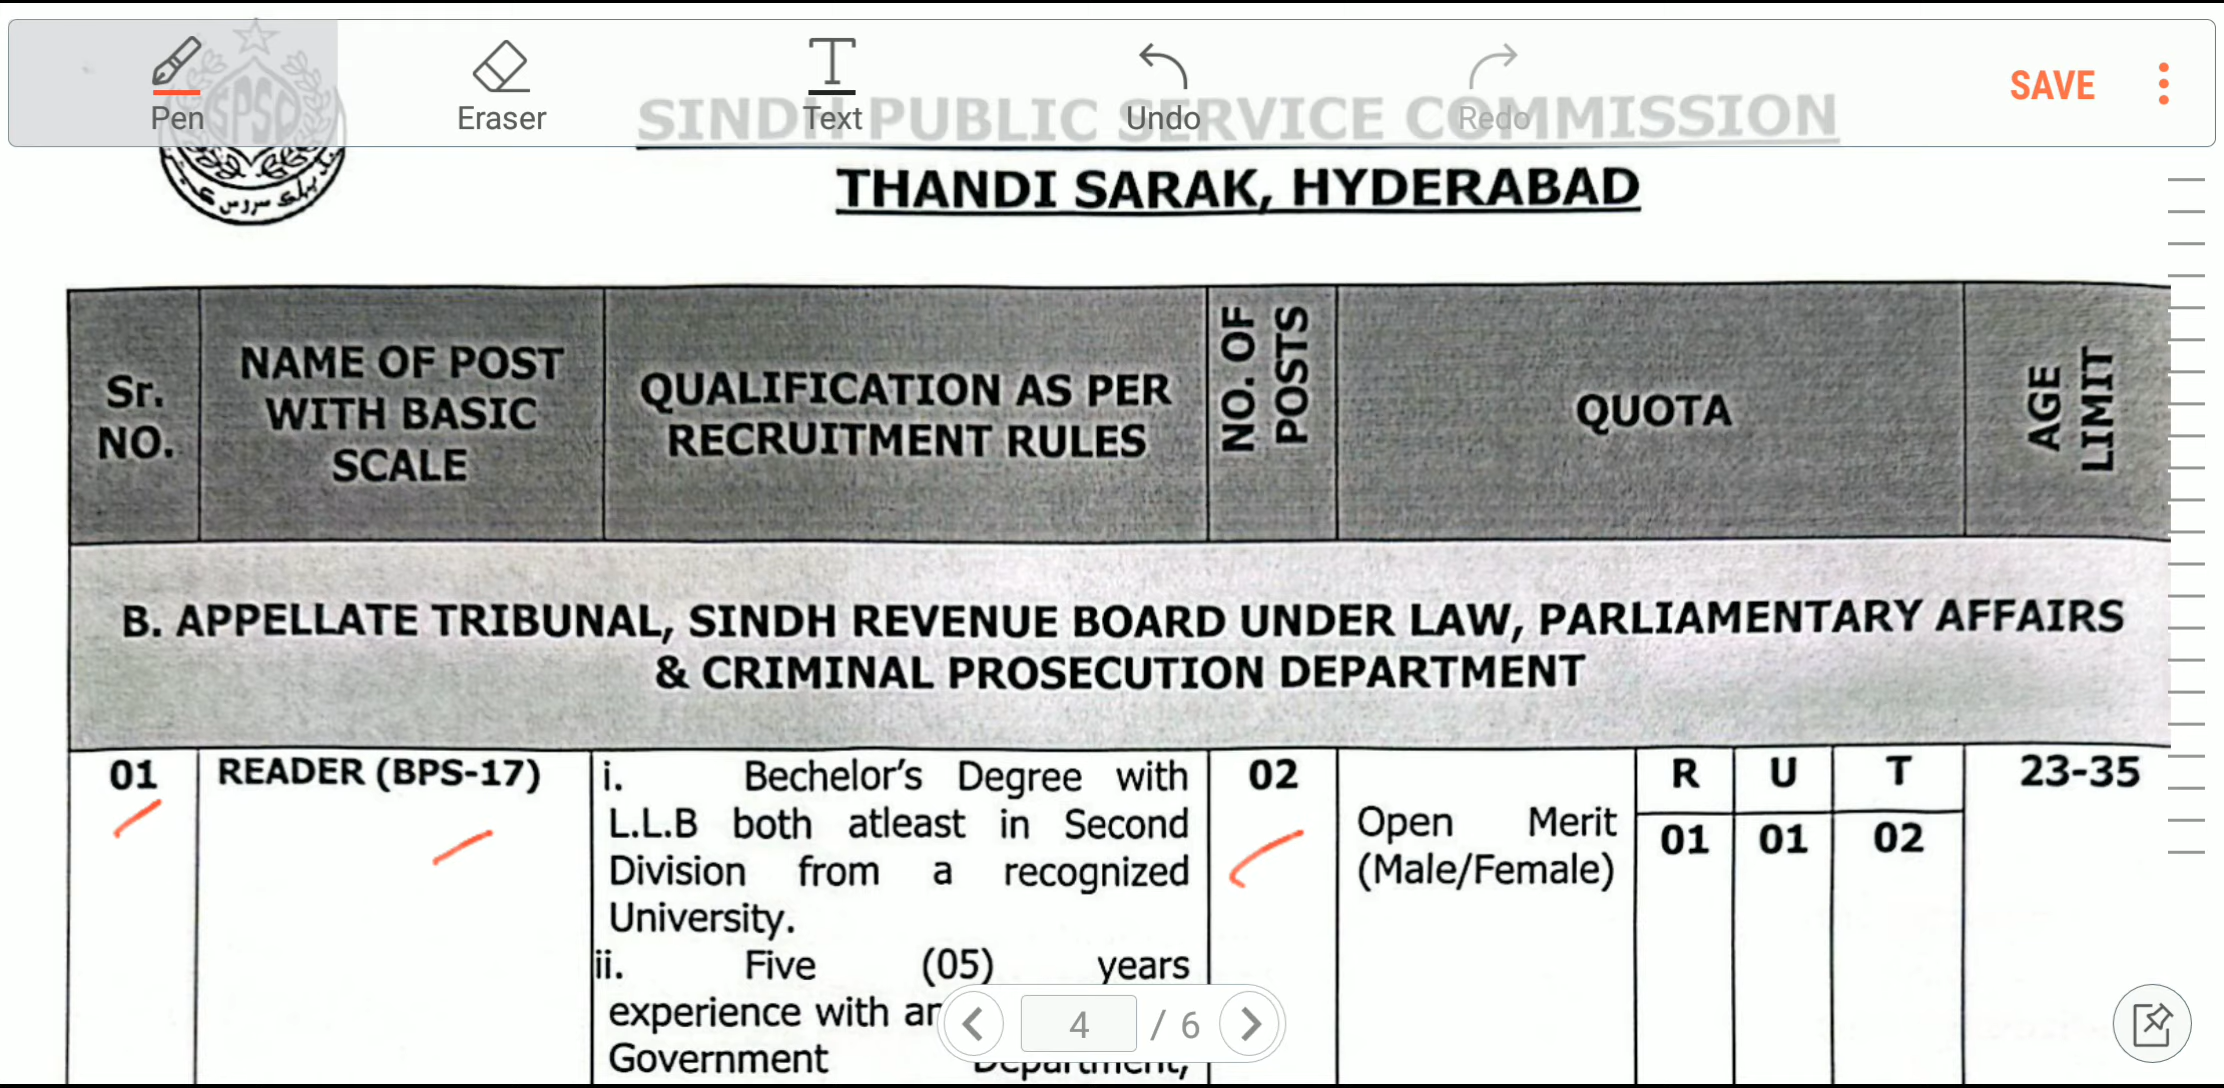 Pen
Eraser
Text
Undo
Redo
SAVE
SPSC
SINDH PUBLIC SERVICE COMMISSION
THANDI SARAK, HYDERABAD
Sr. NO.
NAME OF POST
WITH BASIC
SCALE
QUALIFICATION AS PER
RECRUITMENT RULES
NO. OF
POSTS
QUOTA
AGE
LIMIT
B. APPELLATE TRIBUNAL, SINDH REVENUE BOARD UNDER LAW, PARLIAMENTARY AFFAIRS
& CRIMINAL PROSECUTION DEPARTMENT
01
READER (BPS-17)
i. Bechelor's Degree with
L.L.B both atleast in Second
Division from a recognized
University.
ii. Five (05) years
experience with
Government Department,
02
Open Merit
(Male/Female)
R U T
01 01 02
23-35
4 / 6